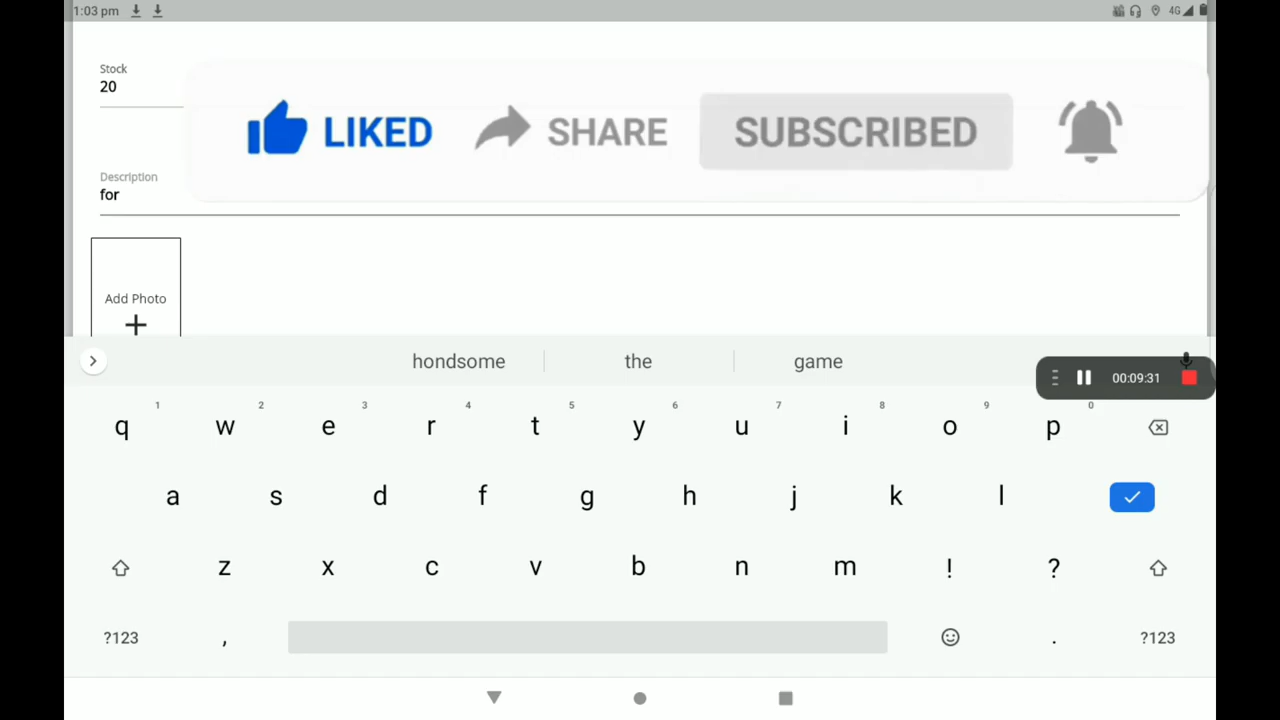 1:03 pm 4G
Stock
20
LIKED SHARE SUBSCRIBED
Description
for
Add Photo
+
hondsome the game
00:09:31
1 2 3 4 5 6 7 8 9 0
q w e r t y u i o p
a s d f g h j k l
z x c v b n m ! ?
?123 , . ?123